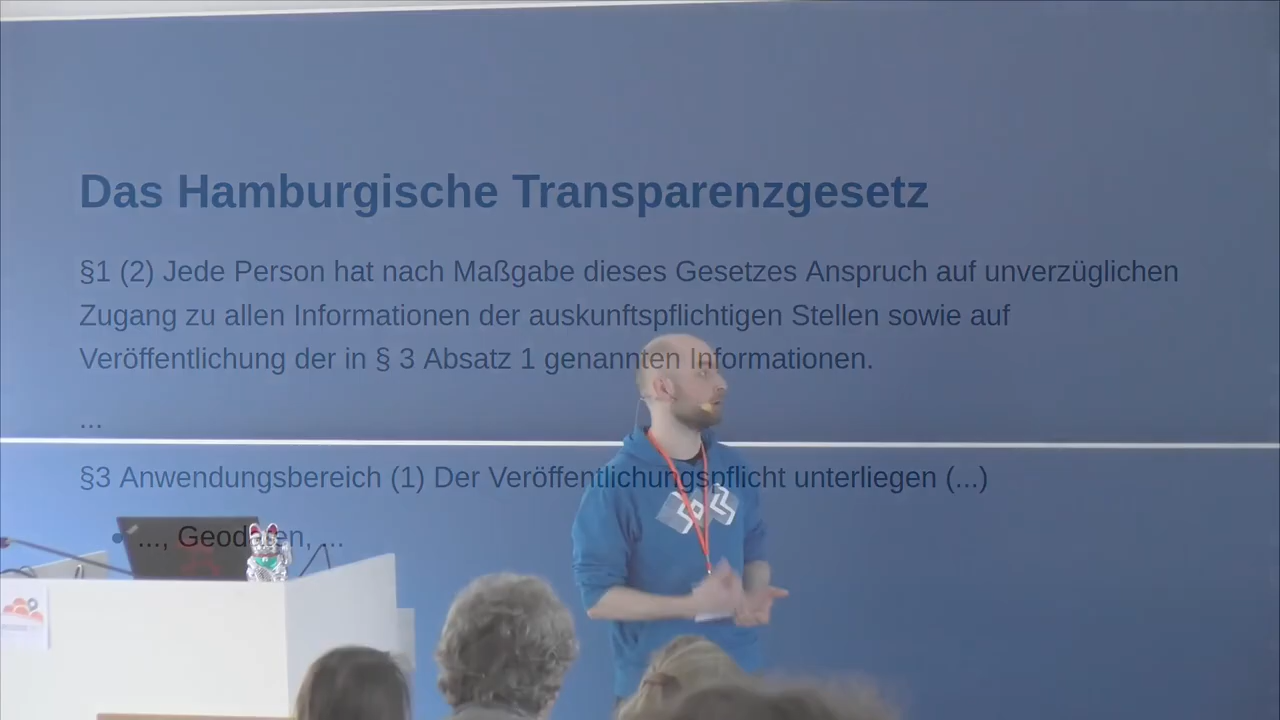 Das Hamburgische Transparenzgesetz
§1 (2) Jede Person hat nach Maßgabe dieses Gesetzes Anspruch auf unverzüglichen
Zugang zu allen Informationen der auskunftspflichtigen Stellen sowie auf
Veröffentlichung der in § 3 Absatz 1 genannten Informationen.
...
§3 Anwendungsbereich (1) Der Veröffentlichungspflicht unterliegen (...)
• ..., Geodaten, ...